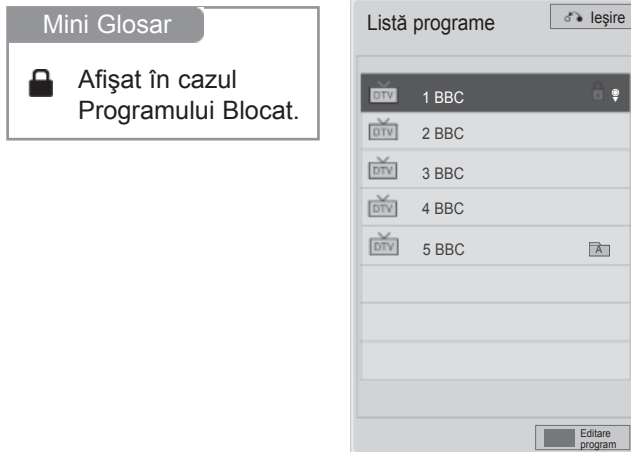 Mini Glosar
Afişat în cazul
Programului Blocat.
Listă programe
Ieşire
DTV 1 BBC
DTV 2 BBC
DTV 3 BBC
DTV 4 BBC
DTV 5 BBC A
Editare
program